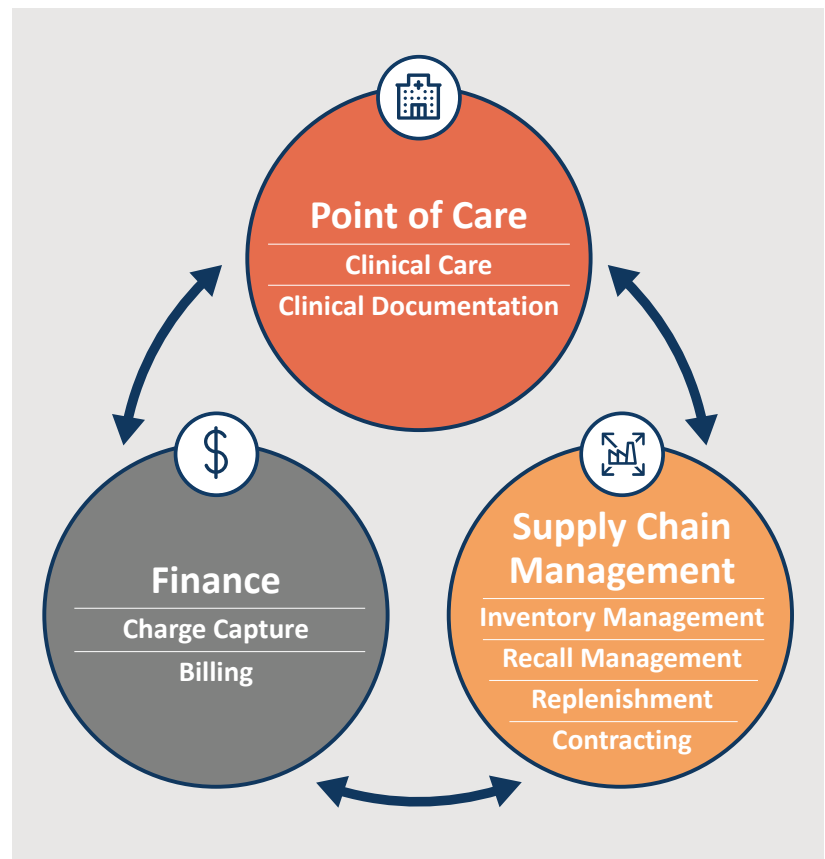 Point of Care
Clinical Care
Clinical Documentation
$
Finance
Charge Capture
Billing
Supply Chain
Management
Inventory Management
Recall Management
Replenishment
Contracting